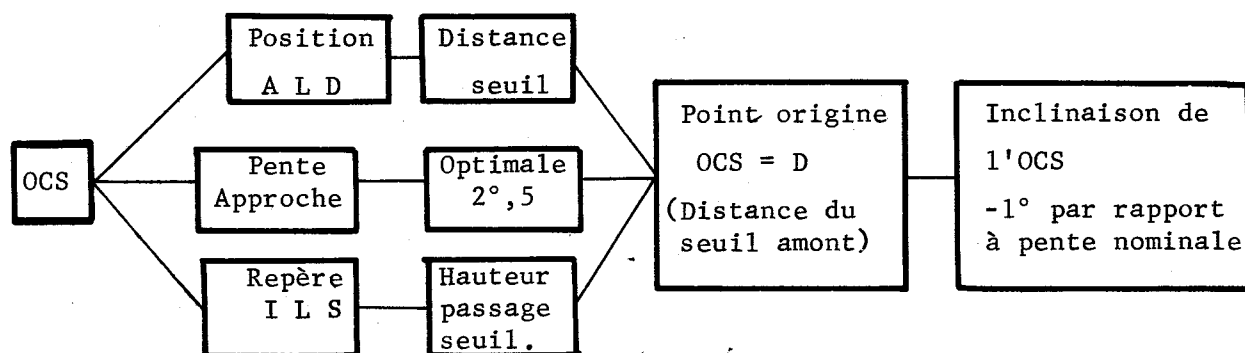 OCS
Position
A L D
Distance
seuil
Pente
Approche
Optimale
2°,5
Repère
I L S
Hauteur
passage
seuil.
Point origine
OCS = D
(Distance du
seuil amont)
Inclinaison de
l'OCS
-1° par rapport
à pente nominale